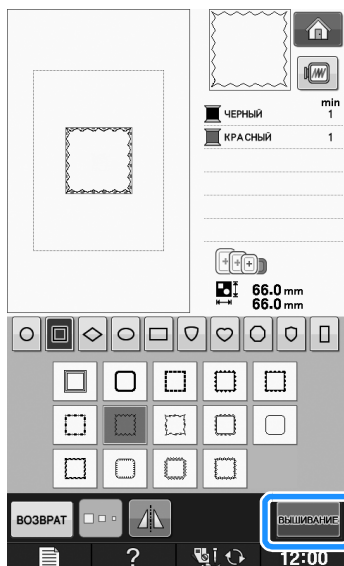 min
ЧЕРНЫЙ 1
КРАСНЫЙ 1
66.0 mm
66.0 mm
ВОЗВРАТ
ВЫШИВАНИЕ
? 12:00